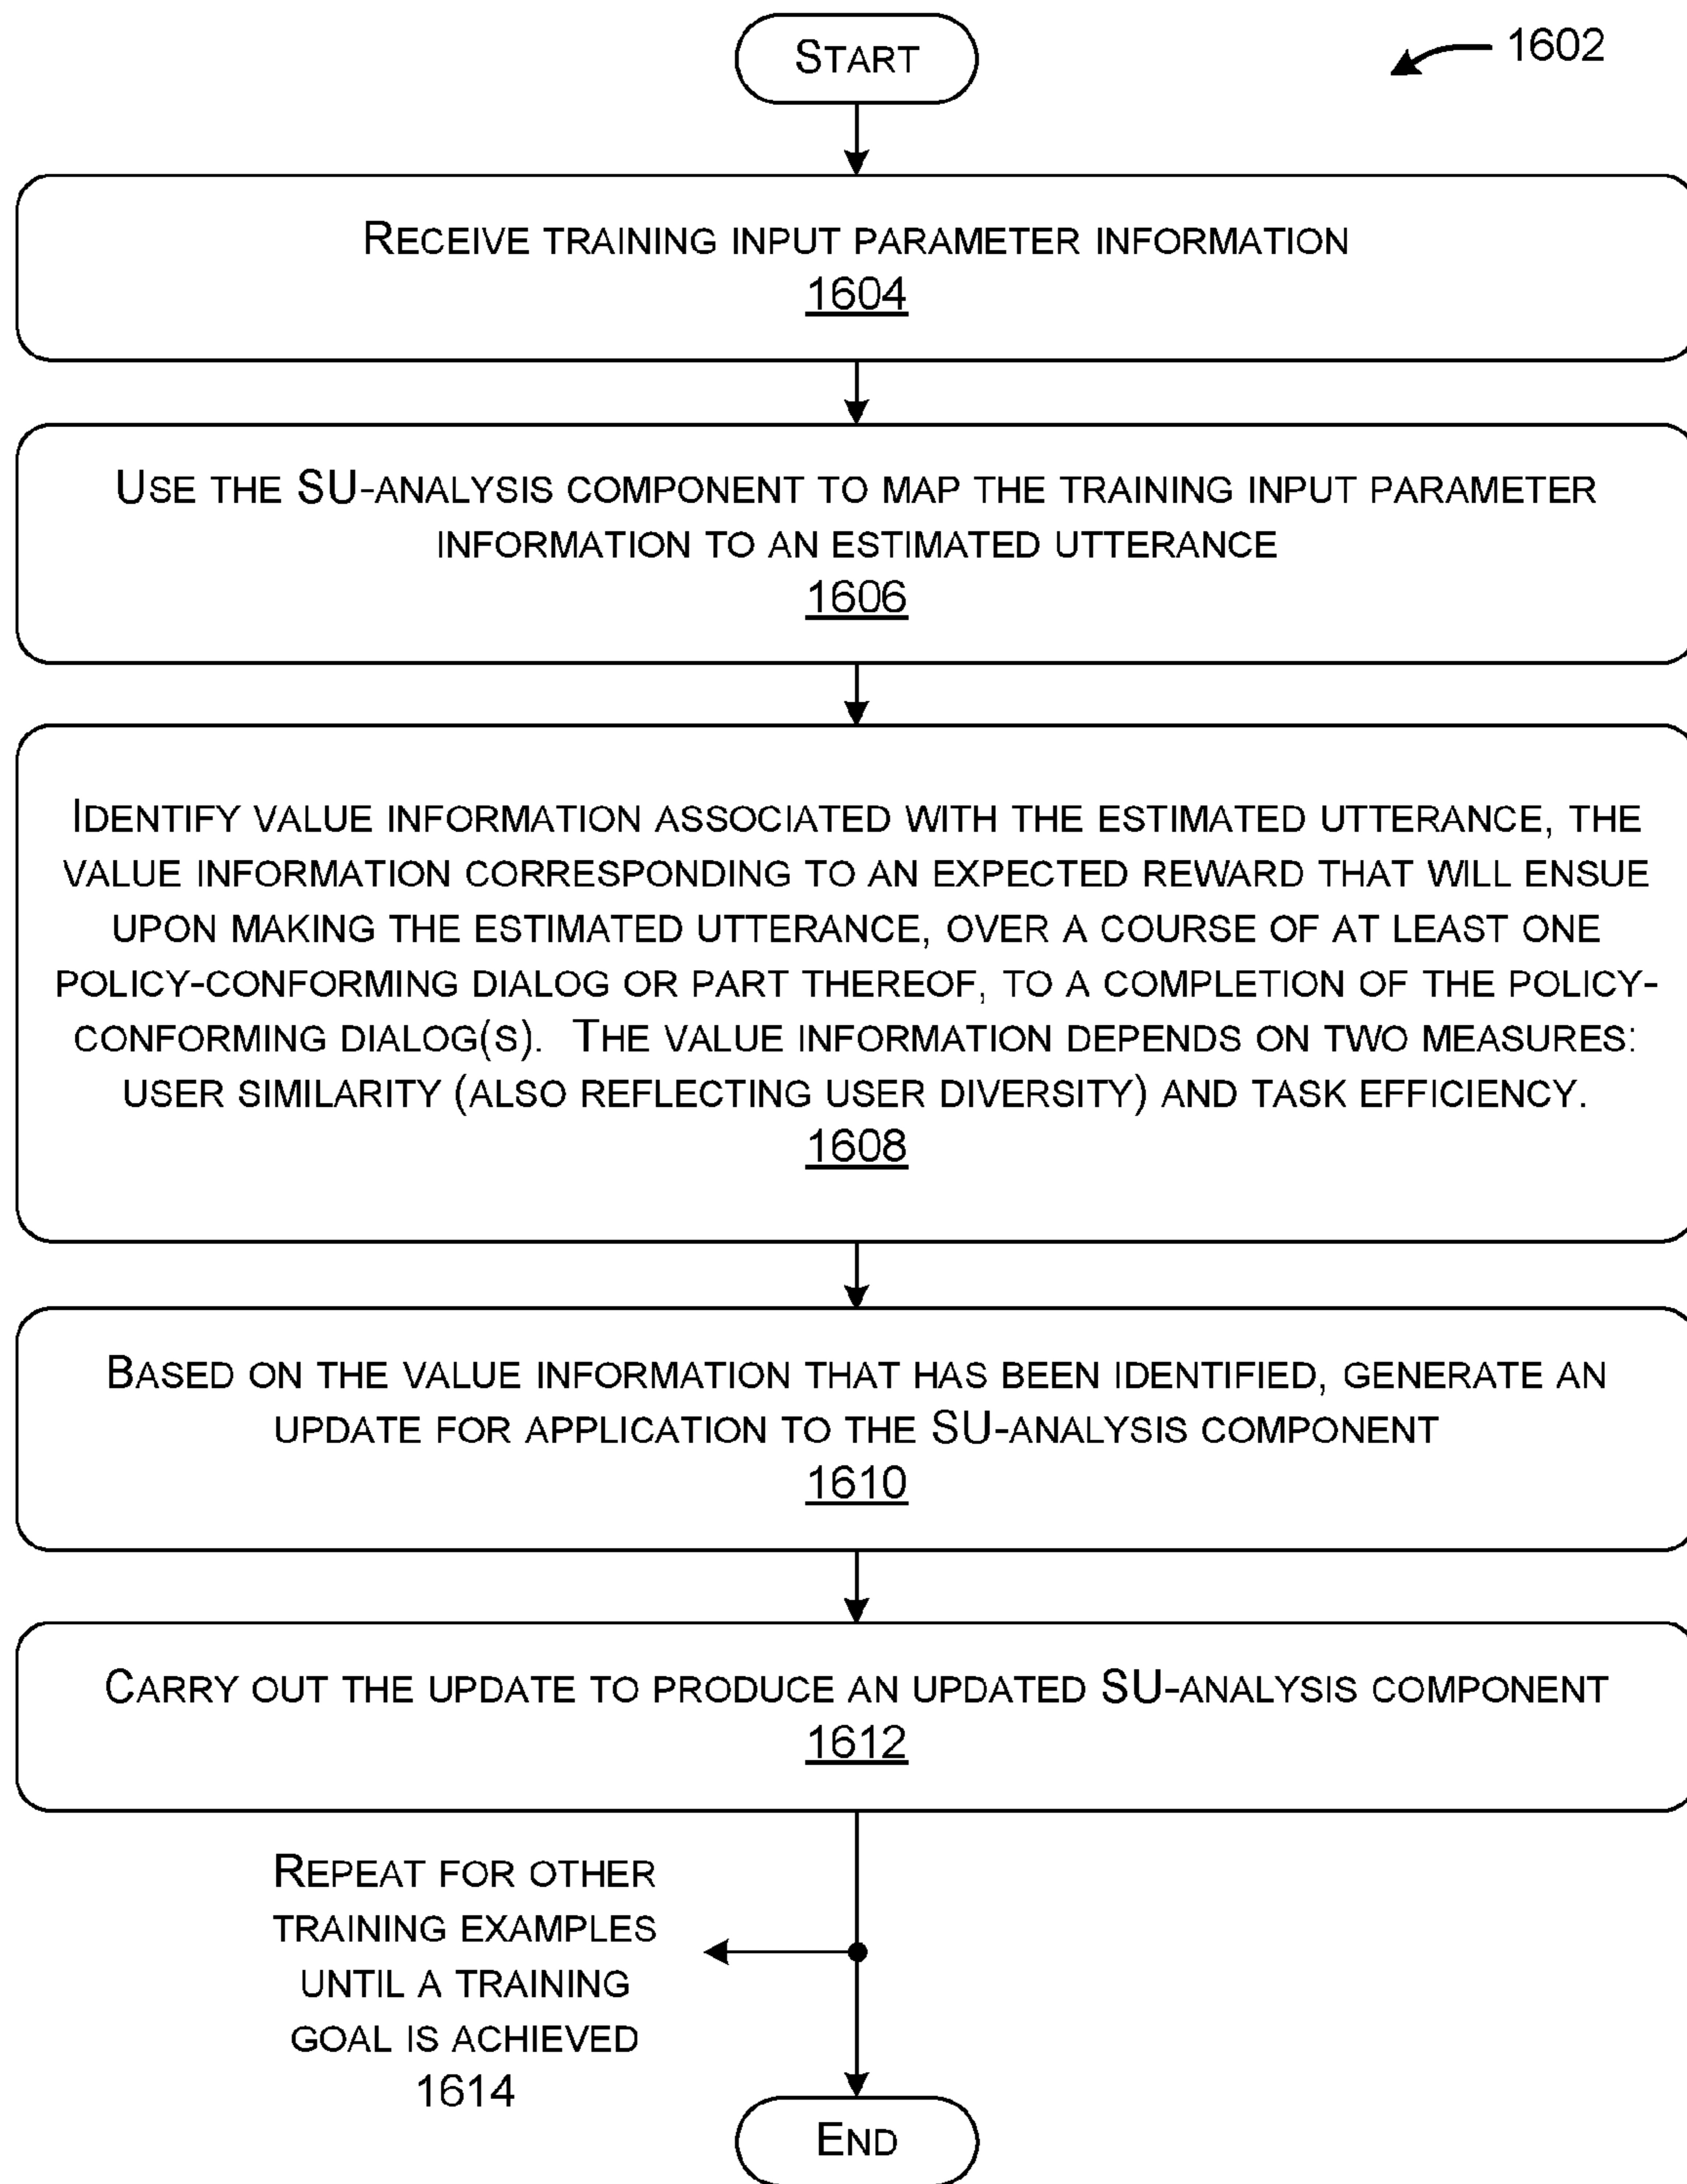 START
1602
RECEIVE TRAINING INPUT PARAMETER INFORMATION
1604
USE THE SU-ANALYSIS COMPONENT TO MAP THE TRAINING INPUT PARAMETER
INFORMATION TO AN ESTIMATED UTTERANCE
1606
IDENTIFY VALUE INFORMATION ASSOCIATED WITH THE ESTIMATED UTTERANCE, THE
VALUE INFORMATION CORRESPONDING TO AN EXPECTED REWARD THAT WILL ENSUE
UPON MAKING THE ESTIMATED UTTERANCE, OVER A COURSE OF AT LEAST ONE
POLICY-CONFORMING DIALOG OR PART THEREOF, TO A COMPLETION OF THE POLICY-
CONFORMING DIALOG(S). THE VALUE INFORMATION DEPENDS ON TWO MEASURES:
USER SIMILARITY (ALSO REFLECTING USER DIVERSITY) AND TASK EFFICIENCY.
1608
BASED ON THE VALUE INFORMATION THAT HAS BEEN IDENTIFIED, GENERATE AN
UPDATE FOR APPLICATION TO THE SU-ANALYSIS COMPONENT
1610
CARRY OUT THE UPDATE TO PRODUCE AN UPDATED SU-ANALYSIS COMPONENT
1612
REPEAT FOR OTHER
TRAINING EXAMPLES
UNTIL A TRAINING
GOAL IS ACHIEVED
1614
END